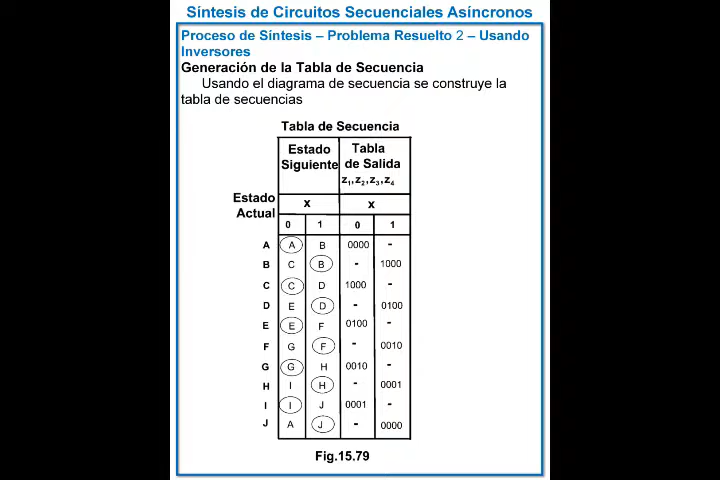 Síntesis de Circuitos Secuenciales Asíncronos
Proceso de Síntesis – Problema Resuelto 2 – Usando
Inversores
Generación de la Tabla de Secuencia
Usando el diagrama de secuencia se construye la
tabla de secuencias
Tabla de Secuencia
Estado Tabla
Siguiente de Salida
z1,z2,z3,z4
Estado x x
Actual
0 1 0 1
A A B 0000 -
B C B - 1000
C C D 1000 -
D E D - 0100
E E F 0100 -
F G F - 0010
G G H 0010 -
H I H - 0001
I I J 0001 -
J A J - 0000
Fig.15.79